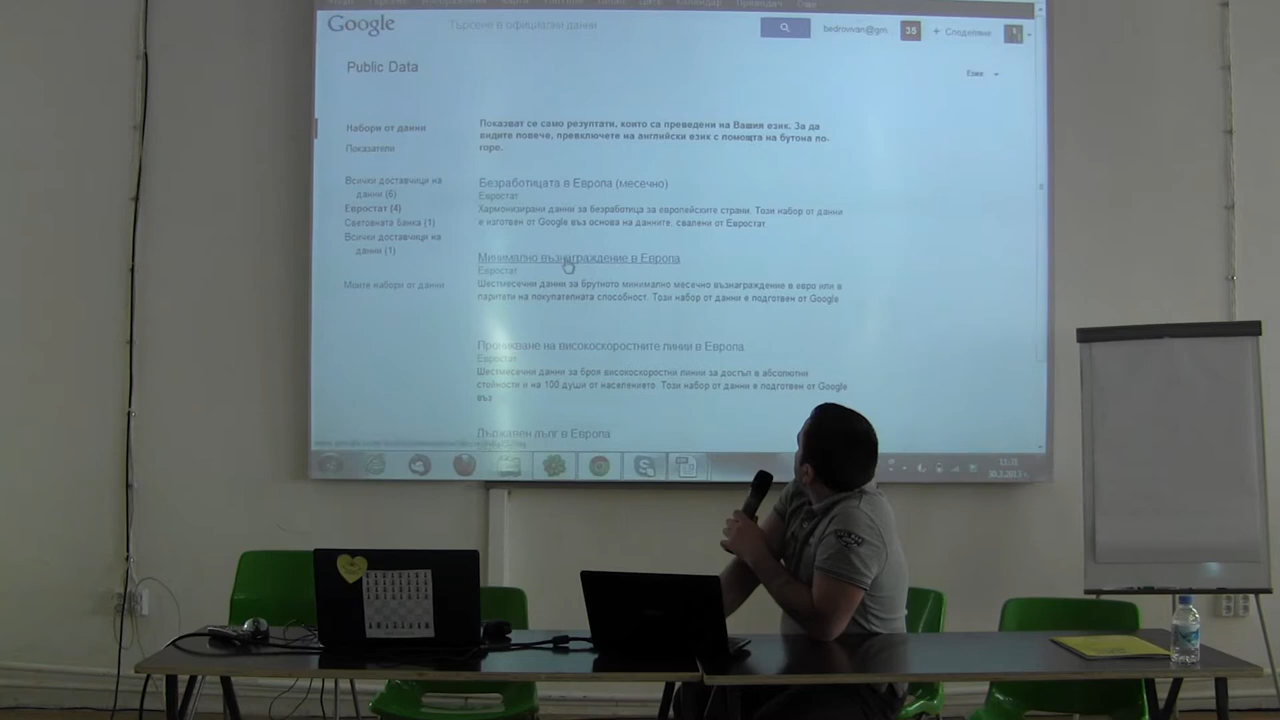 Google
Търсене в официални данни
bedrovivan@gm...
35
+ Споделяне
Public Data
Език
Набори от данни
Показатели
Всички доставчици на
данни (6)
Евростат (4)
Световната банка (1)
Всички доставчици на
данни (1)
Моите набори от данни
Показват се само резултати, които са преведени на Вашия език. За да
видите повече, превключете на английски език с помощта на бутона по-
горе.
Безработицата в Европа (месечно)
Евростат
Хармонизирани данни за безработица за европейските страни. Този набор от данни
е изготвен от Google въз основа на данните, свалени от Евростат.
Минимално възнаграждение в Европа
Евростат
Шестмесечни данни за брутното минимално месечно възнаграждение в евро или в
паритети на покупателната способност. Този набор от данни е подготвен от Google
Проникване на високоскоростните линии в Европа
Евростат
Шестмесечни данни за броя високоскоростни линии за достъп в абсолютни
стойности и на 100 души от населението. Този набор от данни е подготвен от Google
въз
Държавен дълг в Европа
30.3.2013 г.